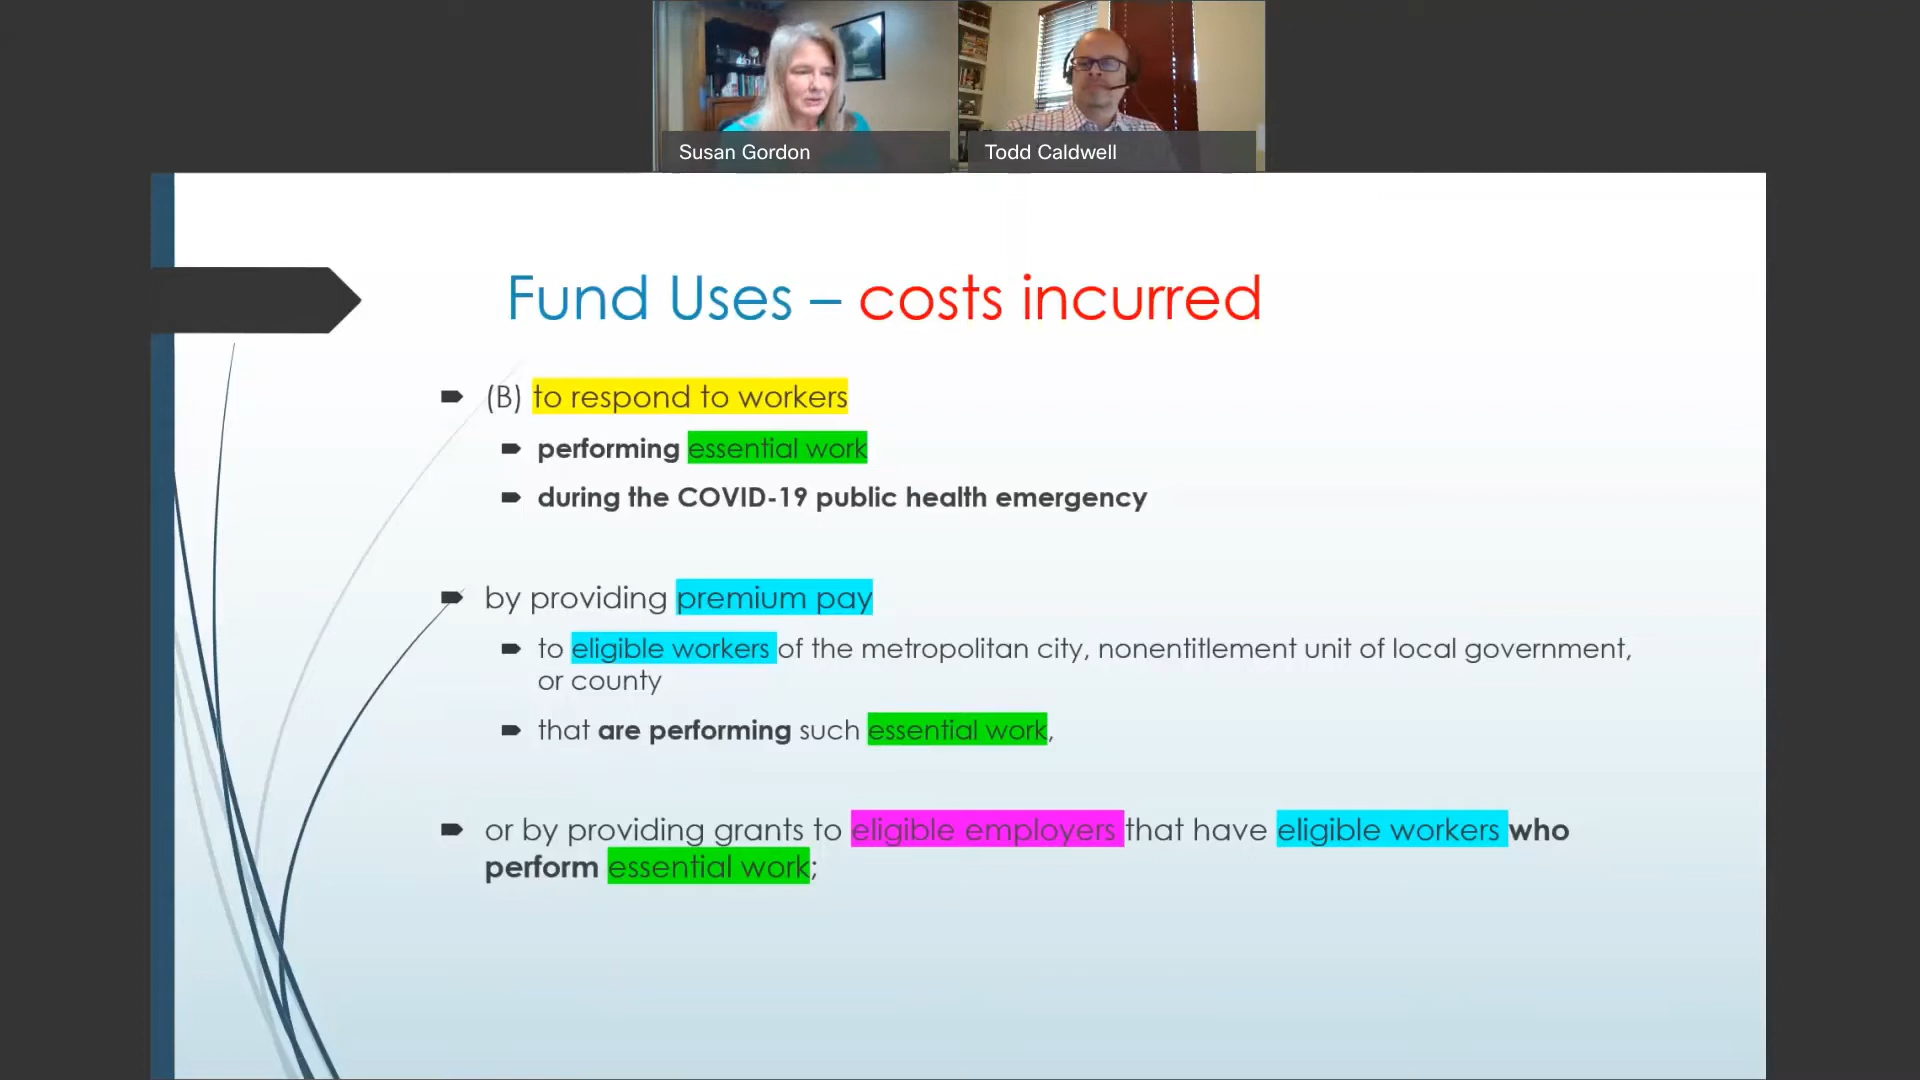 Susan Gordon
Todd Caldwell
Fund Uses – costs incurred
(B) to respond to workers
performing essential work
during the COVID-19 public health emergency
by providing premium pay
to eligible workers of the metropolitan city, nonentitlement unit of local government,
or county
that are performing such essential work,
or by providing grants to eligible employers that have eligible workers who
perform essential work;